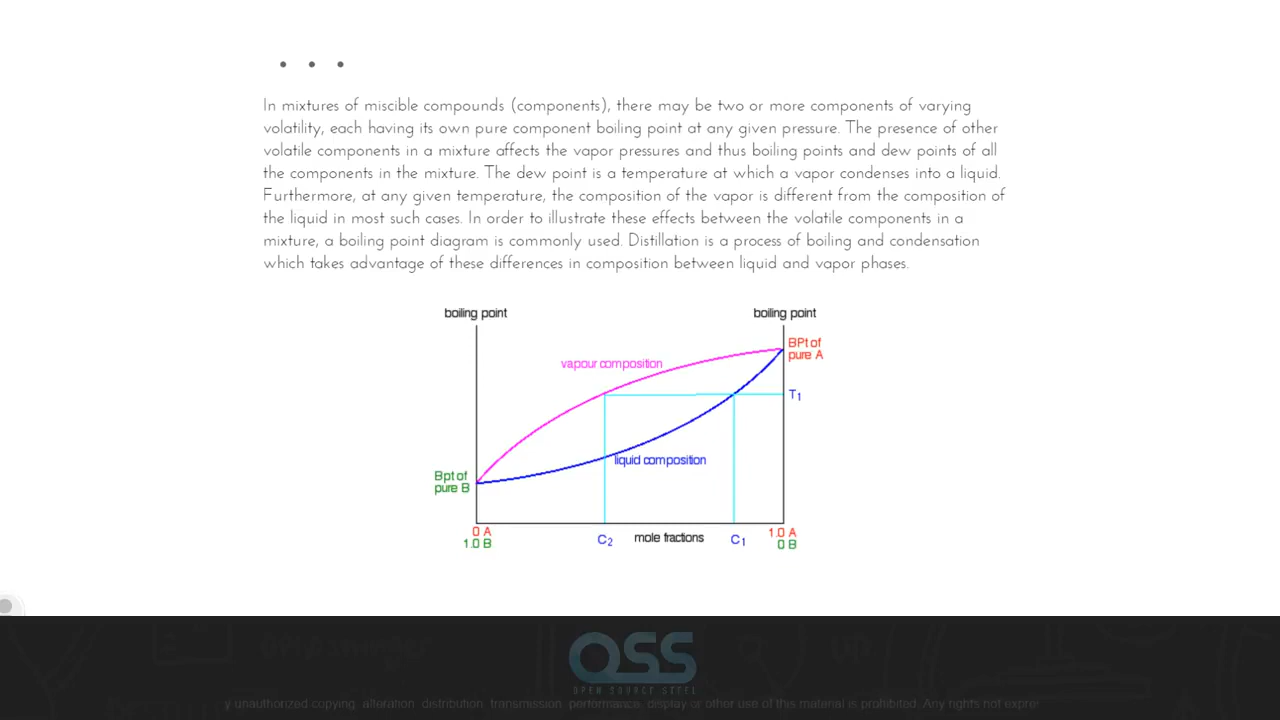 • • •
In mixtures of miscible compounds (components), there may be two or more components of varying
volatility, each having its own pure component boiling point at any given pressure. The presence of other
volatile components in a mixture affects the vapor pressures and thus boiling points and dew points of all
the components in the mixture. The dew point is a temperature at which a vapor condenses into a liquid.
Furthermore, at any given temperature, the composition of the vapor is different from the composition of
the liquid in most such cases. In order to illustrate these effects between the volatile components in a
mixture, a boiling point diagram is commonly used. Distillation is a process of boiling and condensation
which takes advantage of these differences in composition between liquid and vapor phases.
boiling point
boiling point
BPt of
pure A
vapour composition
T1
liquid composition
Bpt of
pure B
0 A
1.0 B
C2
mole fractions
C1
1.0 A
0 B
OSS
OPEN SOURCE STEEL
y unauthorized copying, alteration, distribution, transmission, performance, display or other use of this material is prohibited. Any rights not expre